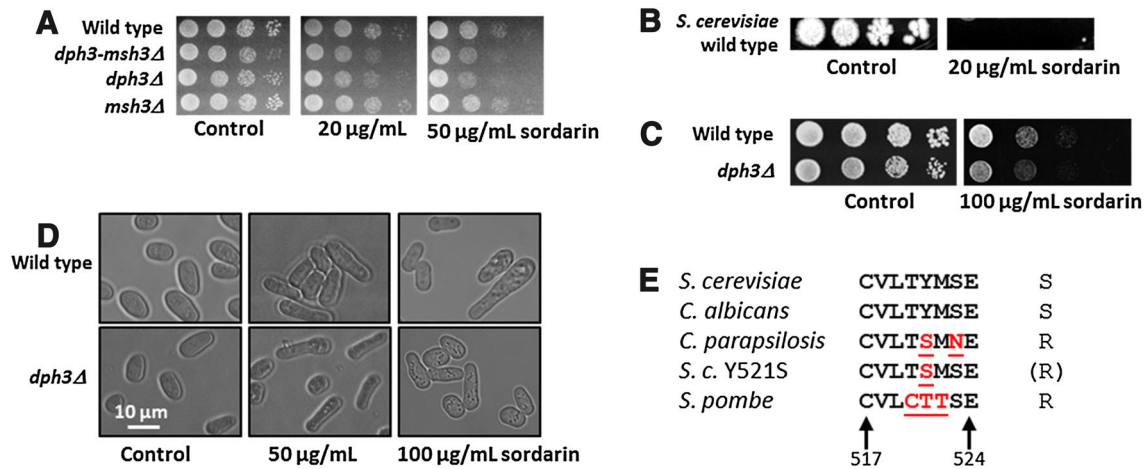 A
Wild type
dph3-msh3Δ
dph3Δ
msh3Δ
Control
20 µg/mL
50 µg/mL sordarin
B
S. cerevisiae
wild type
Control
20 µg/mL sordarin
C
Wild type
dph3Δ
Control
100 µg/mL sordarin
D
Wild type
dph3Δ
10 µm
Control
50 µg/mL
100 µg/mL sordarin
E
S. cerevisiae CVLTYMSE S
C. albicans CVLTYMSE S
C. parapsilosis CVLTSMNE R
S. c. Y521S CVLTSMSE (R)
S. pombe CVLCTTSE R
517 524